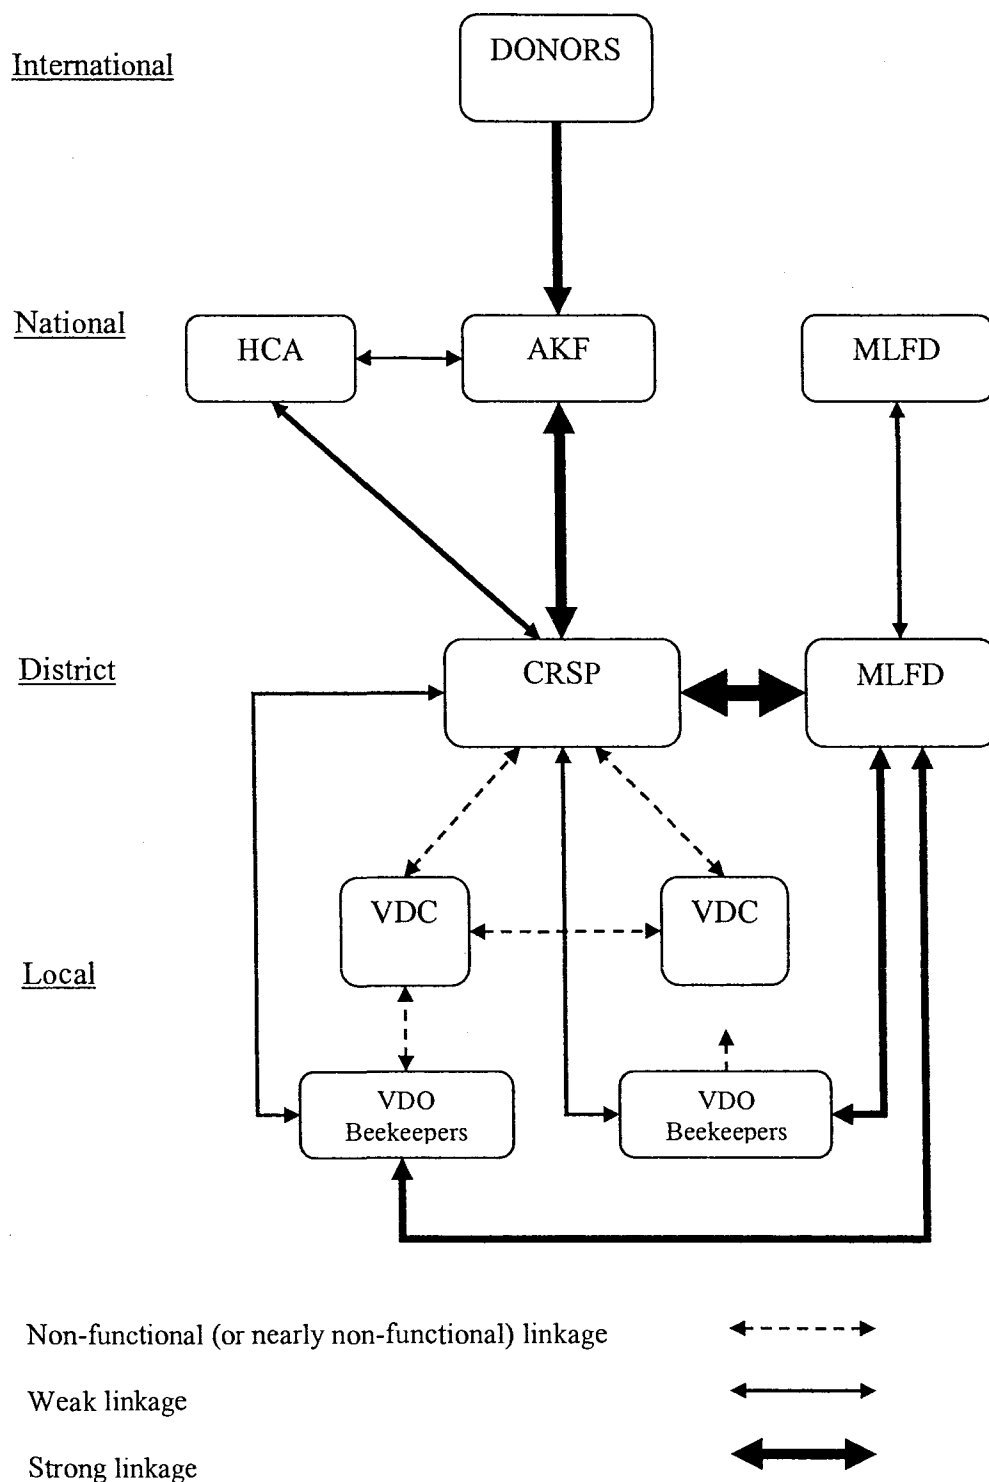 International
DONORS
National
HCA
AKF
MLFD
District
CRSP
MLFD
VDC
VDC
Local
VDO
Beekeepers
VDO
Beekeepers
Non-functional (or nearly non-functional) linkage
Weak linkage
Strong linkage